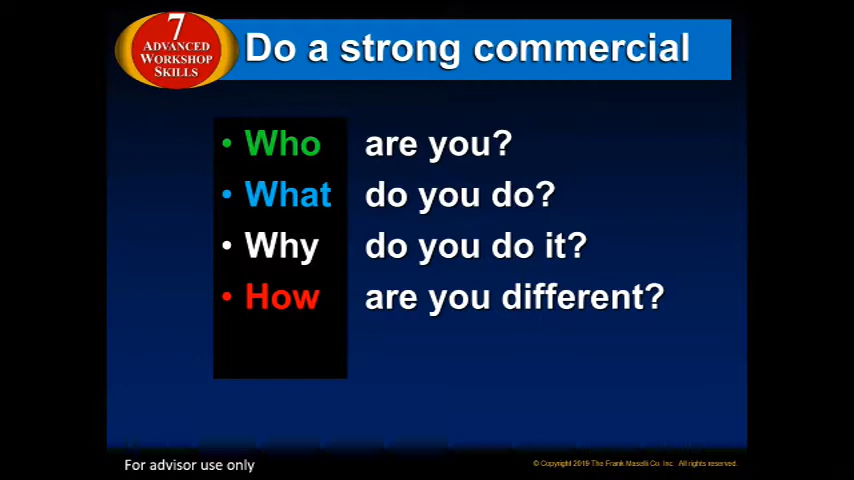 7
ADVANCED
WORKSHOP
SKILLS
Do a strong commercial
• Who are you?
• What do you do?
• Why do you do it?
• How are you different?
For advisor use only
© Copyright 2019 The Frank Maselli Co. Inc. All rights reserved.